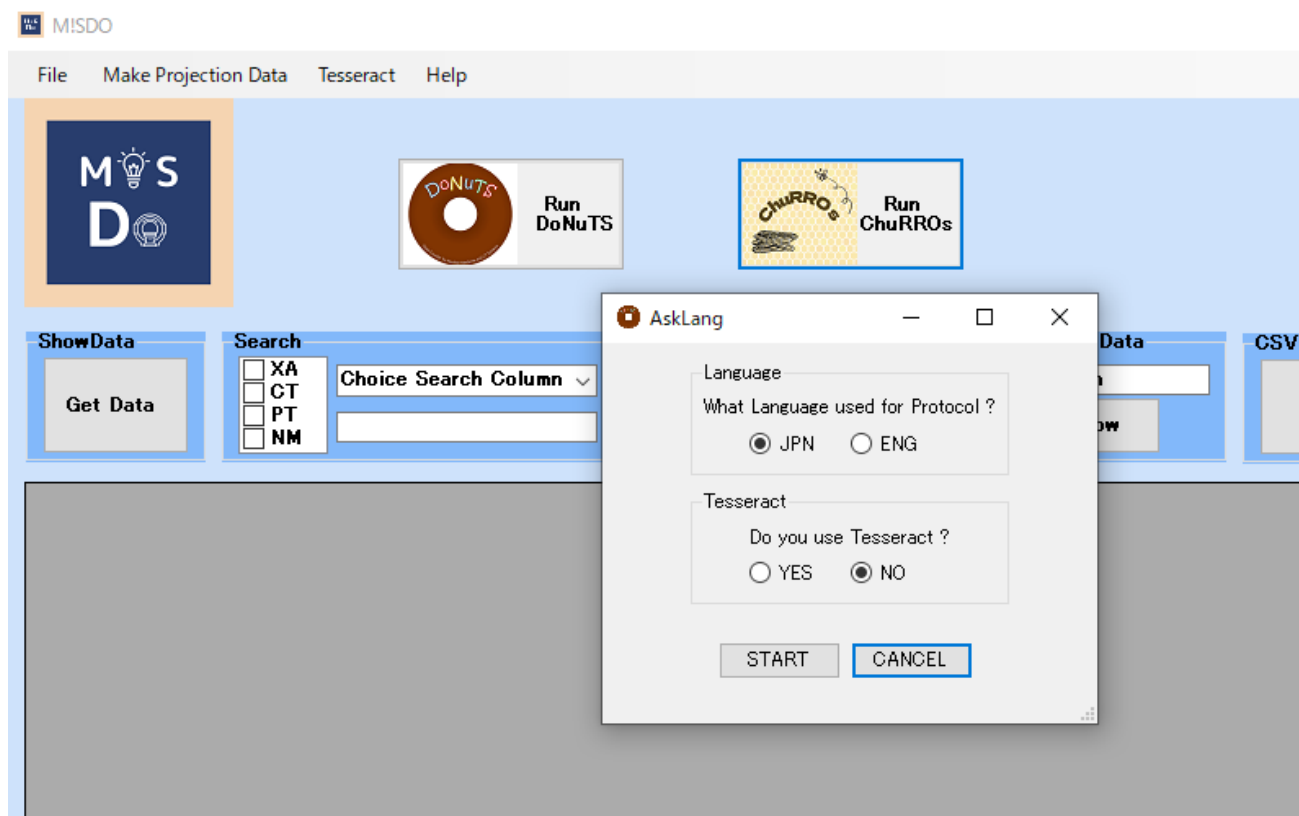 M!SDO
File Make Projection Data Tesseract Help
M S
Do
DoNuTS
Run
DoNuTS
ChuRROs
Run
ChuRROs
AskLang
Language
What Language used for Protocol ?
JPN ENG
Tesseract
Do you use Tesseract ?
YES NO
START CANCEL
ShowData
Get Data
Search
XA
CT
PT
NM
Choice Search Column
Data
CSV